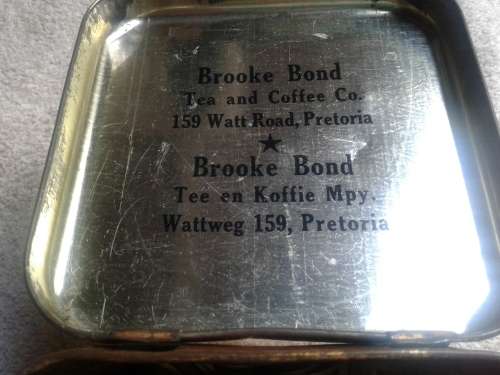 Brooke Bond
Tea and Coffee Co.
159 Watt Road, Pretoria
★
Brooke Bond
Tee en Koffie Mpy.
Wattweg 159, Pretoria